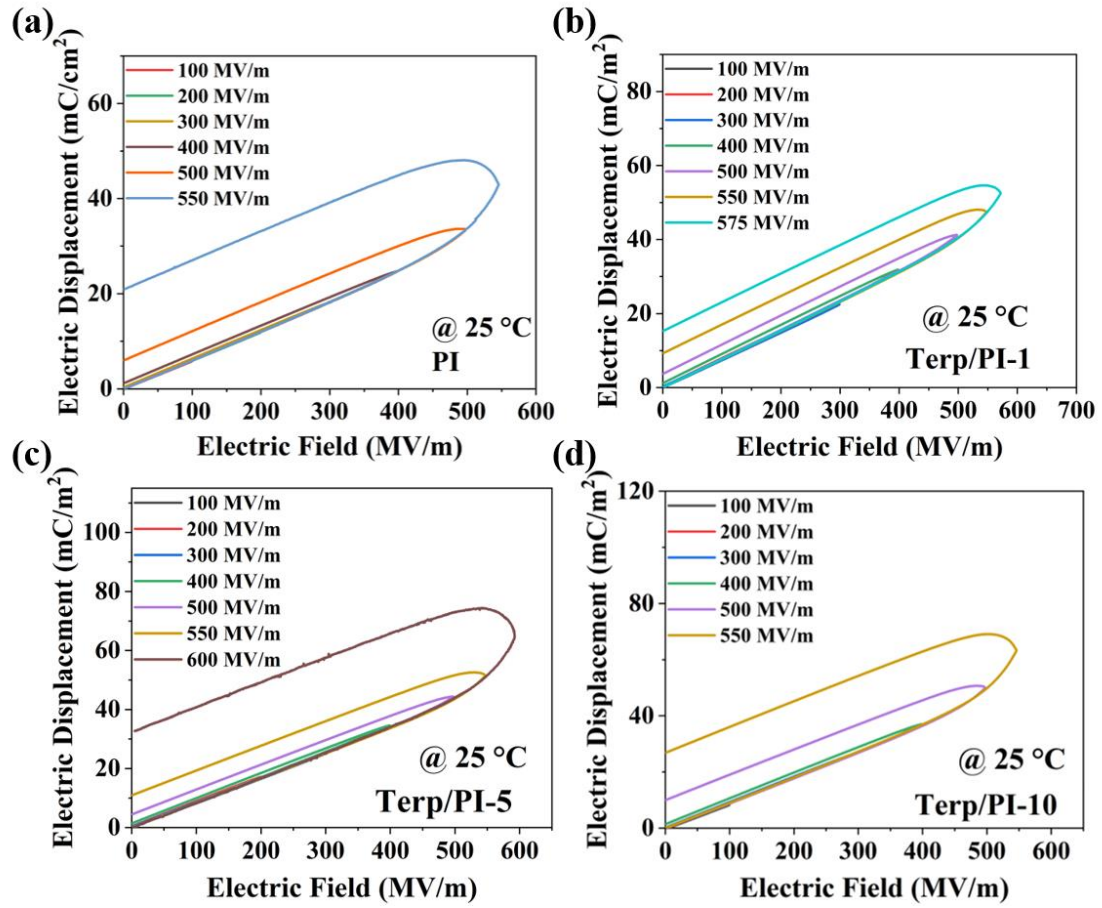 (a)
Electric Displacement (mC/cm²)
60
40
20
0
100 MV/m
200 MV/m
300 MV/m
400 MV/m
500 MV/m
550 MV/m
@ 25 °C
PI
0 100 200 300 400 500 600
Electric Field (MV/m)
(b)
Electric Displacement (mC/m²)
80
60
40
20
0
100 MV/m
200 MV/m
300 MV/m
400 MV/m
500 MV/m
550 MV/m
575 MV/m
@ 25 °C
Terp/PI-1
0 100 200 300 400 500 600 700
Electric Field (MV/m)
(c)
Electric Displacement (mC/m²)
100
80
60
40
20
0
100 MV/m
200 MV/m
300 MV/m
400 MV/m
500 MV/m
550 MV/m
600 MV/m
@ 25 °C
Terp/PI-5
0 100 200 300 400 500 600
Electric Field (MV/m)
(d)
Electric Displacement (mC/m²)
120
80
40
0
100 MV/m
200 MV/m
300 MV/m
400 MV/m
500 MV/m
550 MV/m
@ 25 °C
Terp/PI-10
0 100 200 300 400 500 600
Electric Field (MV/m)